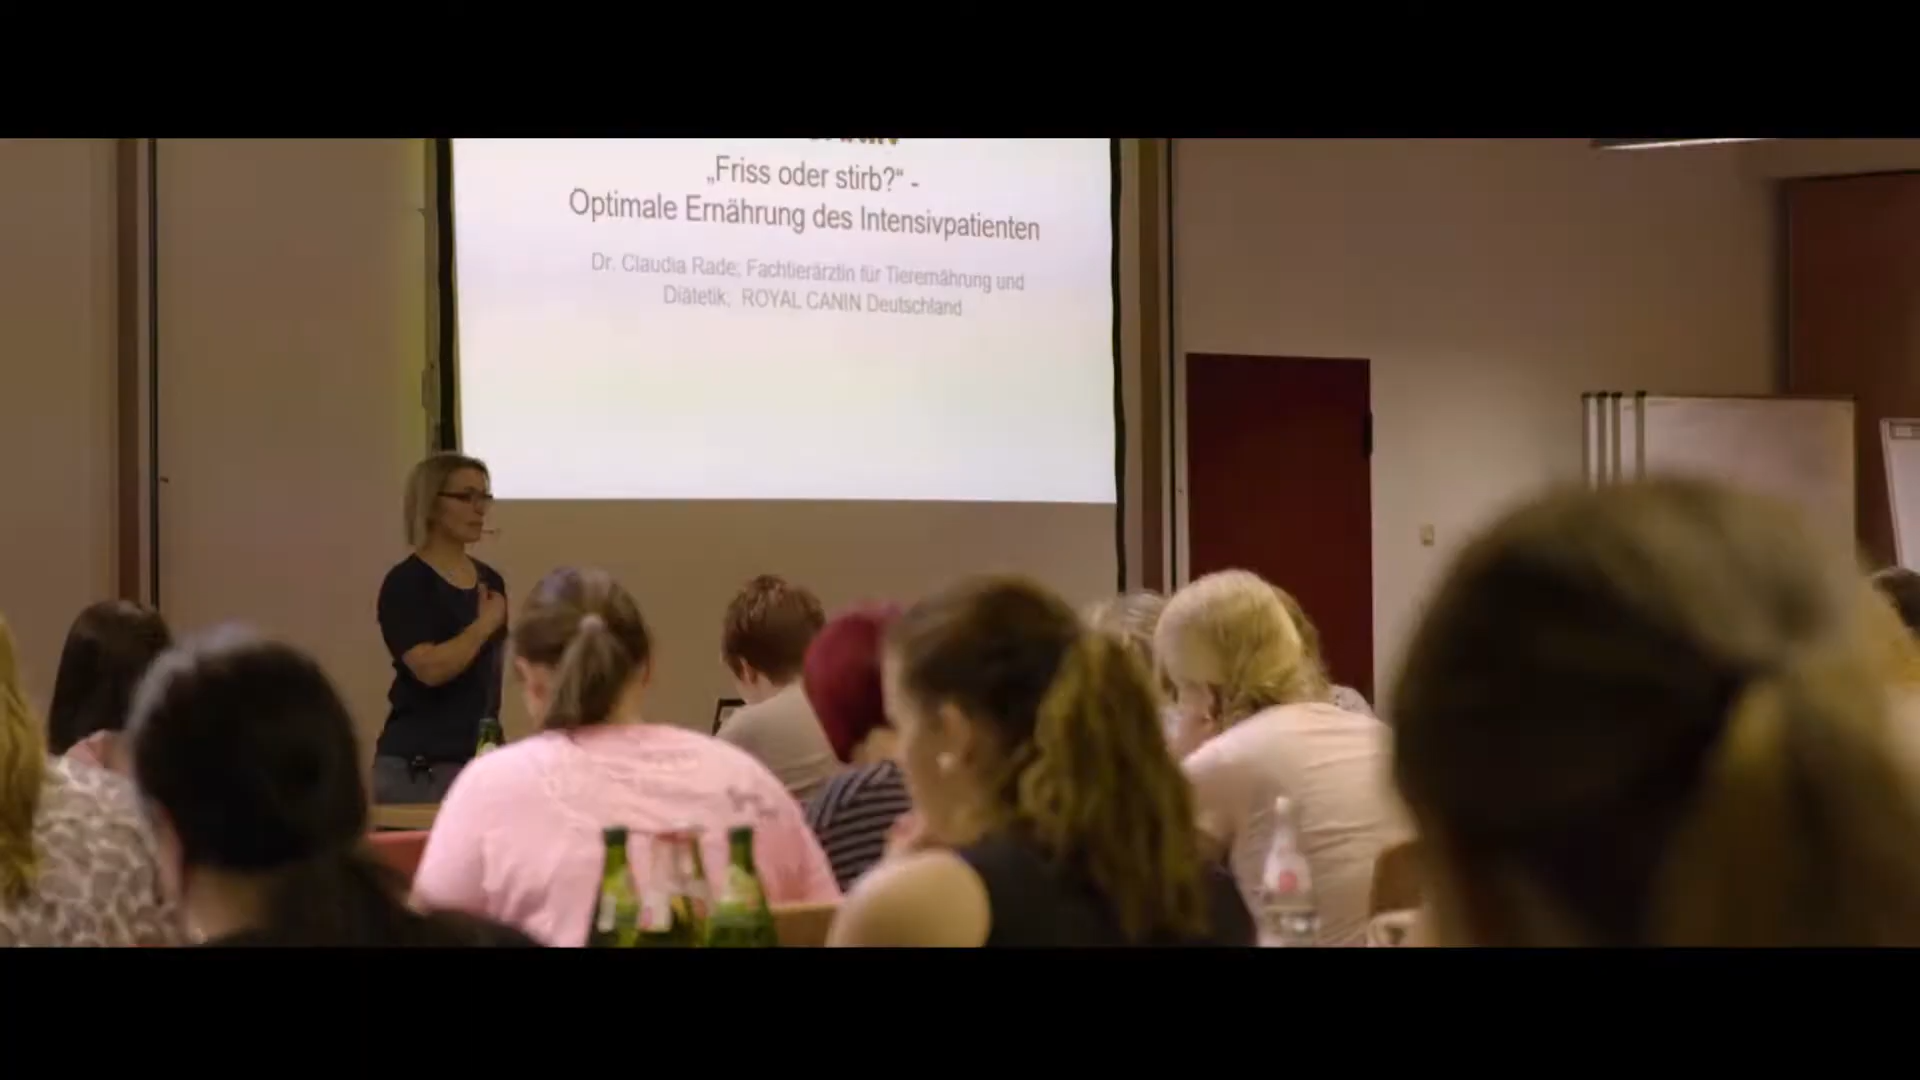 „Friss oder stirb?“ -
Optimale Ernährung des Intensivpatienten
Dr. Claudia Rade; Fachtierärztin für Tierernährung und
Diätetik; ROYAL CANIN Deutschland